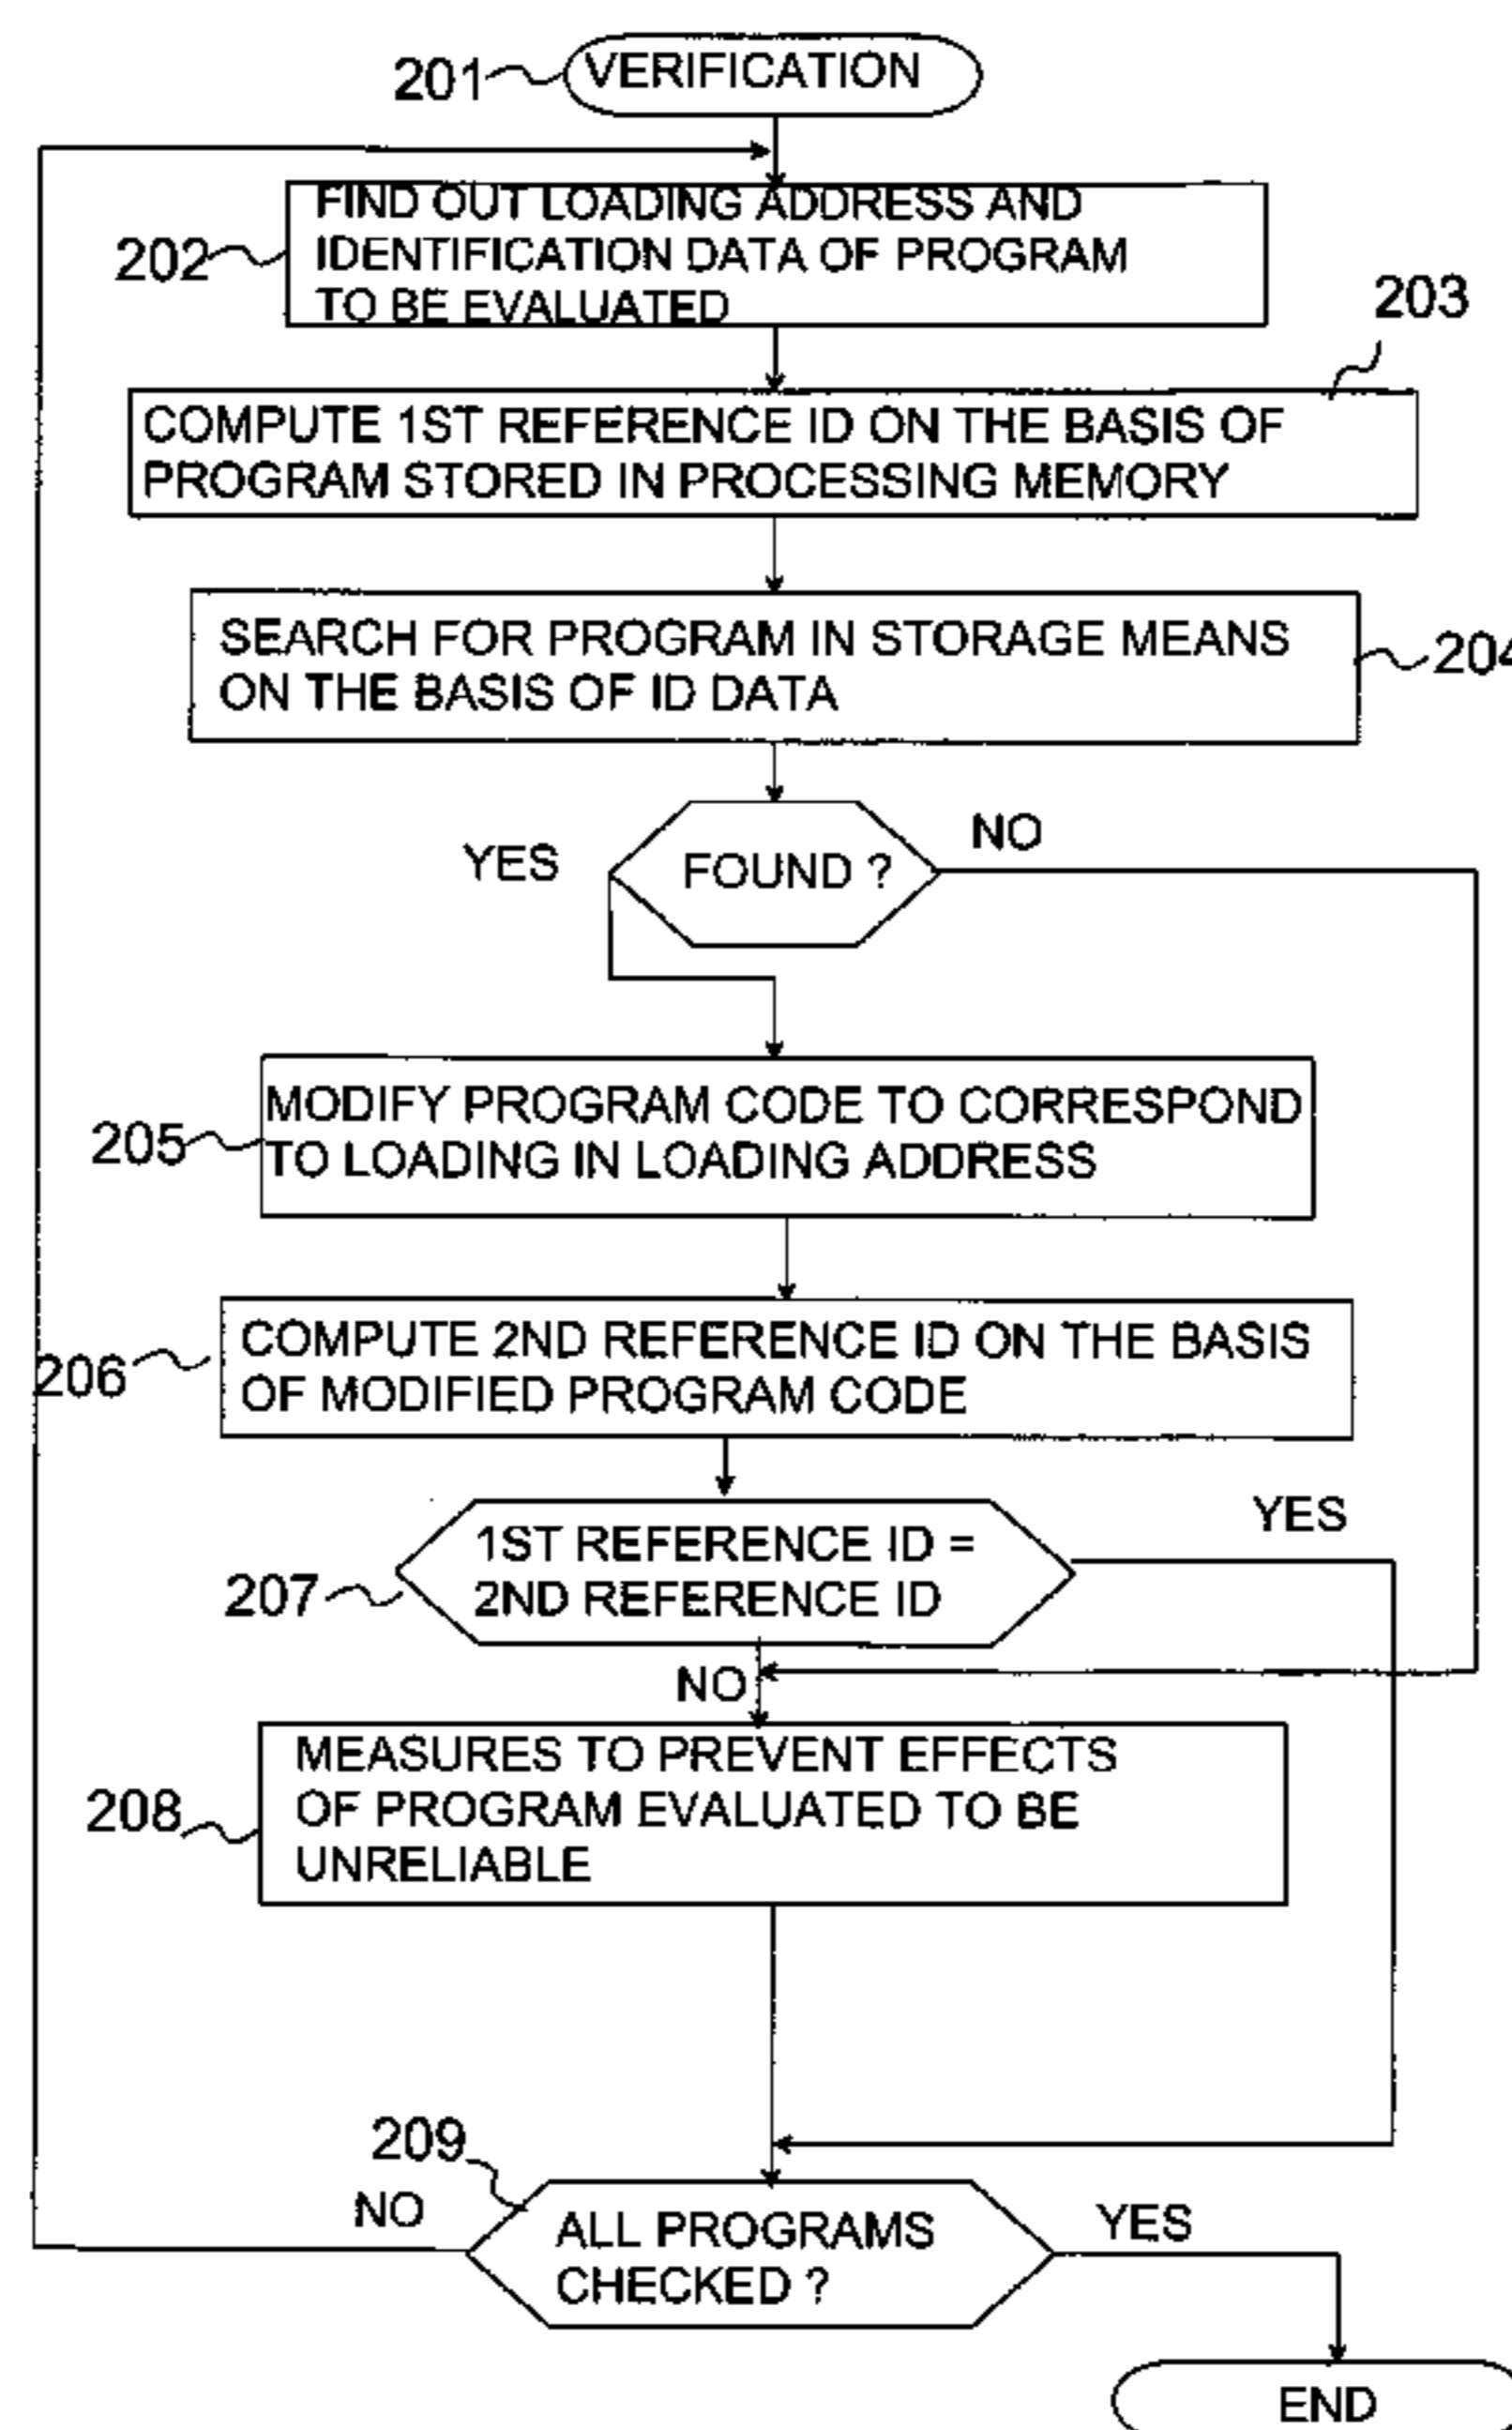 201
VERIFICATION
FIND OUT LOADING ADDRESS AND
IDENTIFICATION DATA OF PROGRAM
TO BE EVALUATED
202
203
COMPUTE 1ST REFERENCE ID ON THE BASIS OF
PROGRAM STORED IN PROCESSING MEMORY
SEARCH FOR PROGRAM IN STORAGE MEANS
ON THE BASIS OF ID DATA
204
YES
FOUND ?
NO
MODIFY PROGRAM CODE TO CORRESPOND
TO LOADING IN LOADING ADDRESS
205
COMPUTE 2ND REFERENCE ID ON THE BASIS
OF MODIFIED PROGRAM CODE
206
1ST REFERENCE ID =
2ND REFERENCE ID
YES
207
NO
MEASURES TO PREVENT EFFECTS
OF PROGRAM EVALUATED TO BE
UNRELIABLE
208
209
NO
ALL PROGRAMS
CHECKED ?
YES
END